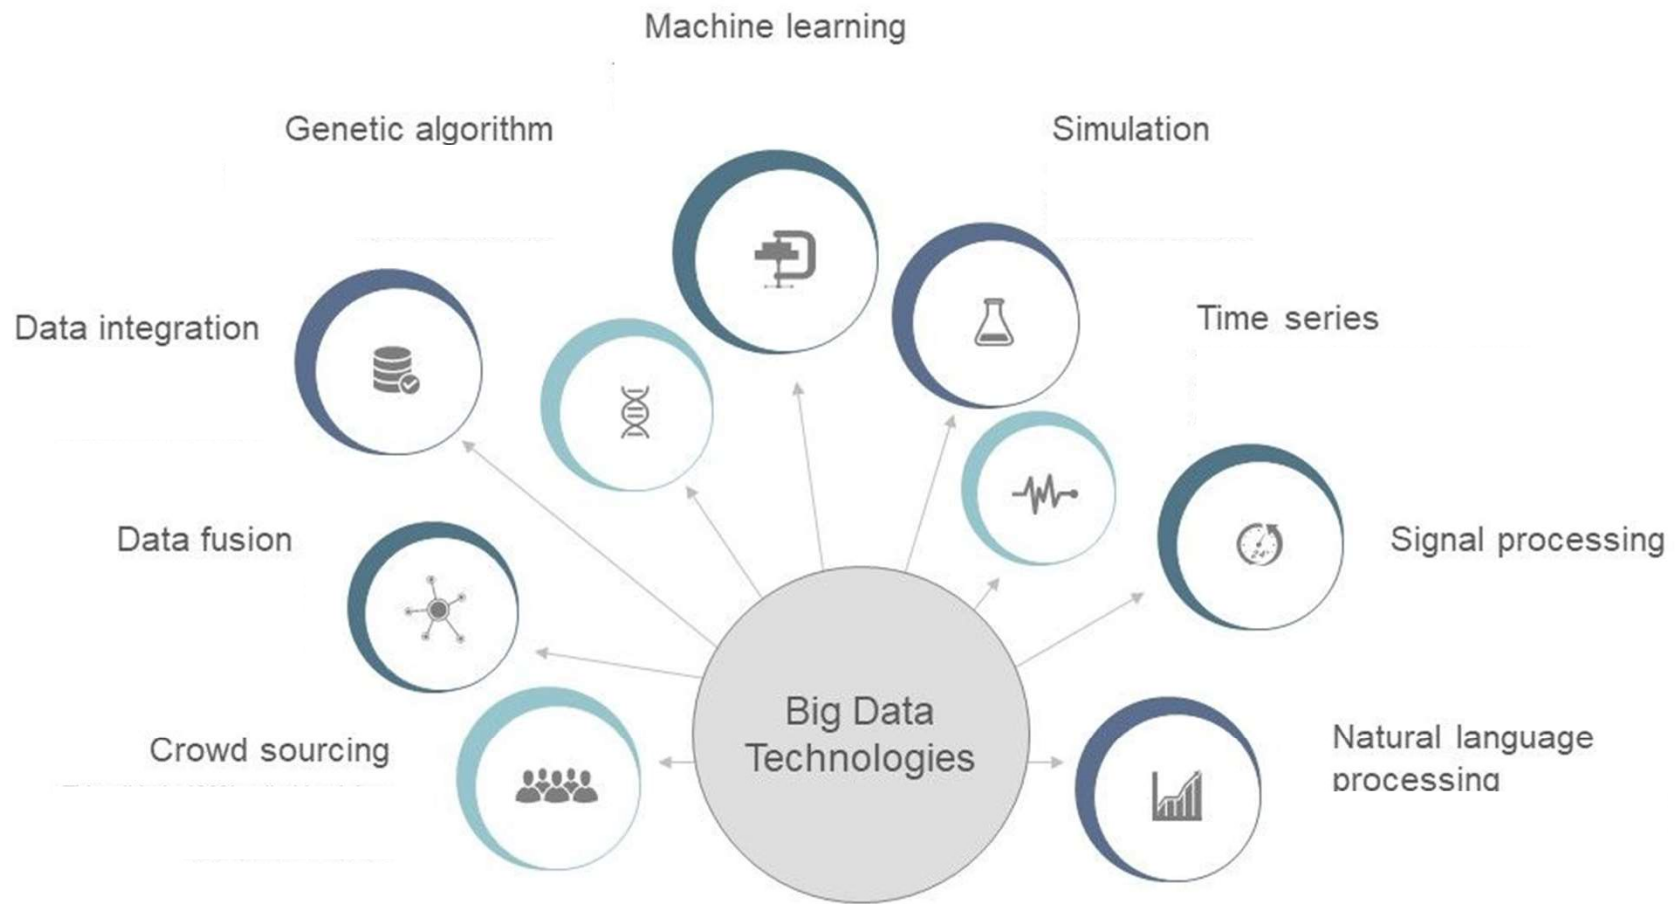 Machine learning
Genetic algorithm
Simulation
Data integration
Time series
Data fusion
Signal processing
Big Data
Technologies
Crowd sourcing
Natural language
processing
24